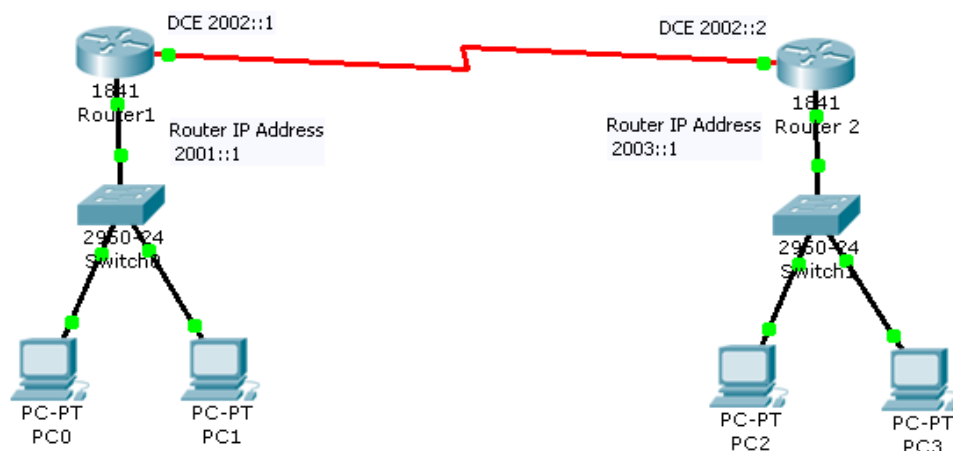 DCE 2002::1
DCE 2002::2
1841
Router1
1841
Router 2
Router IP Address
2001::1
Router IP Address
2003::1
2950-24
Switch0
2950-24
Switch1
PC-PT
PC0
PC-PT
PC1
PC-PT
PC2
PC-PT
PC3